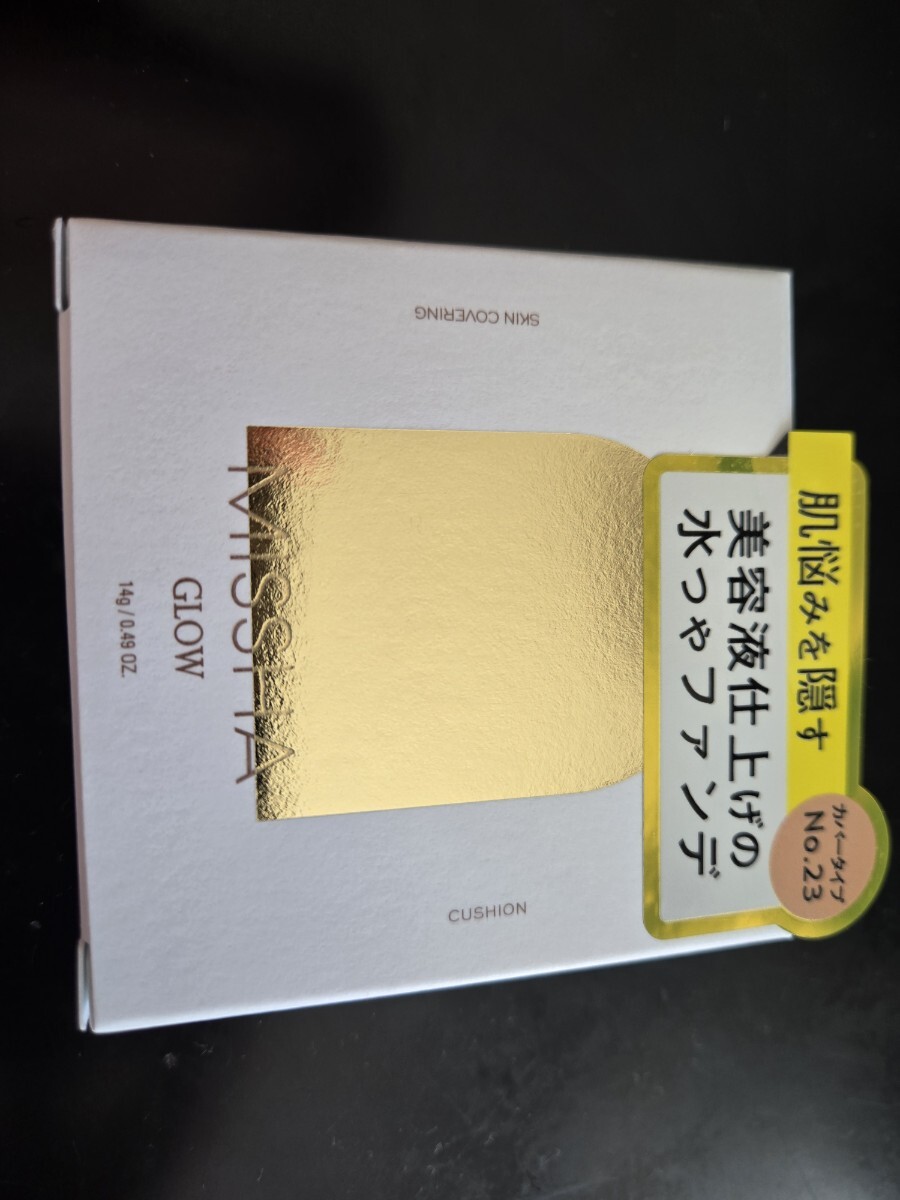 肌悩みを隠す
美容液仕上げの
水つやファンデ
カバータイプ
No.23
SKIN COVERING
MISSHA
GLOW
14g / 0.49 OZ.
CUSHION